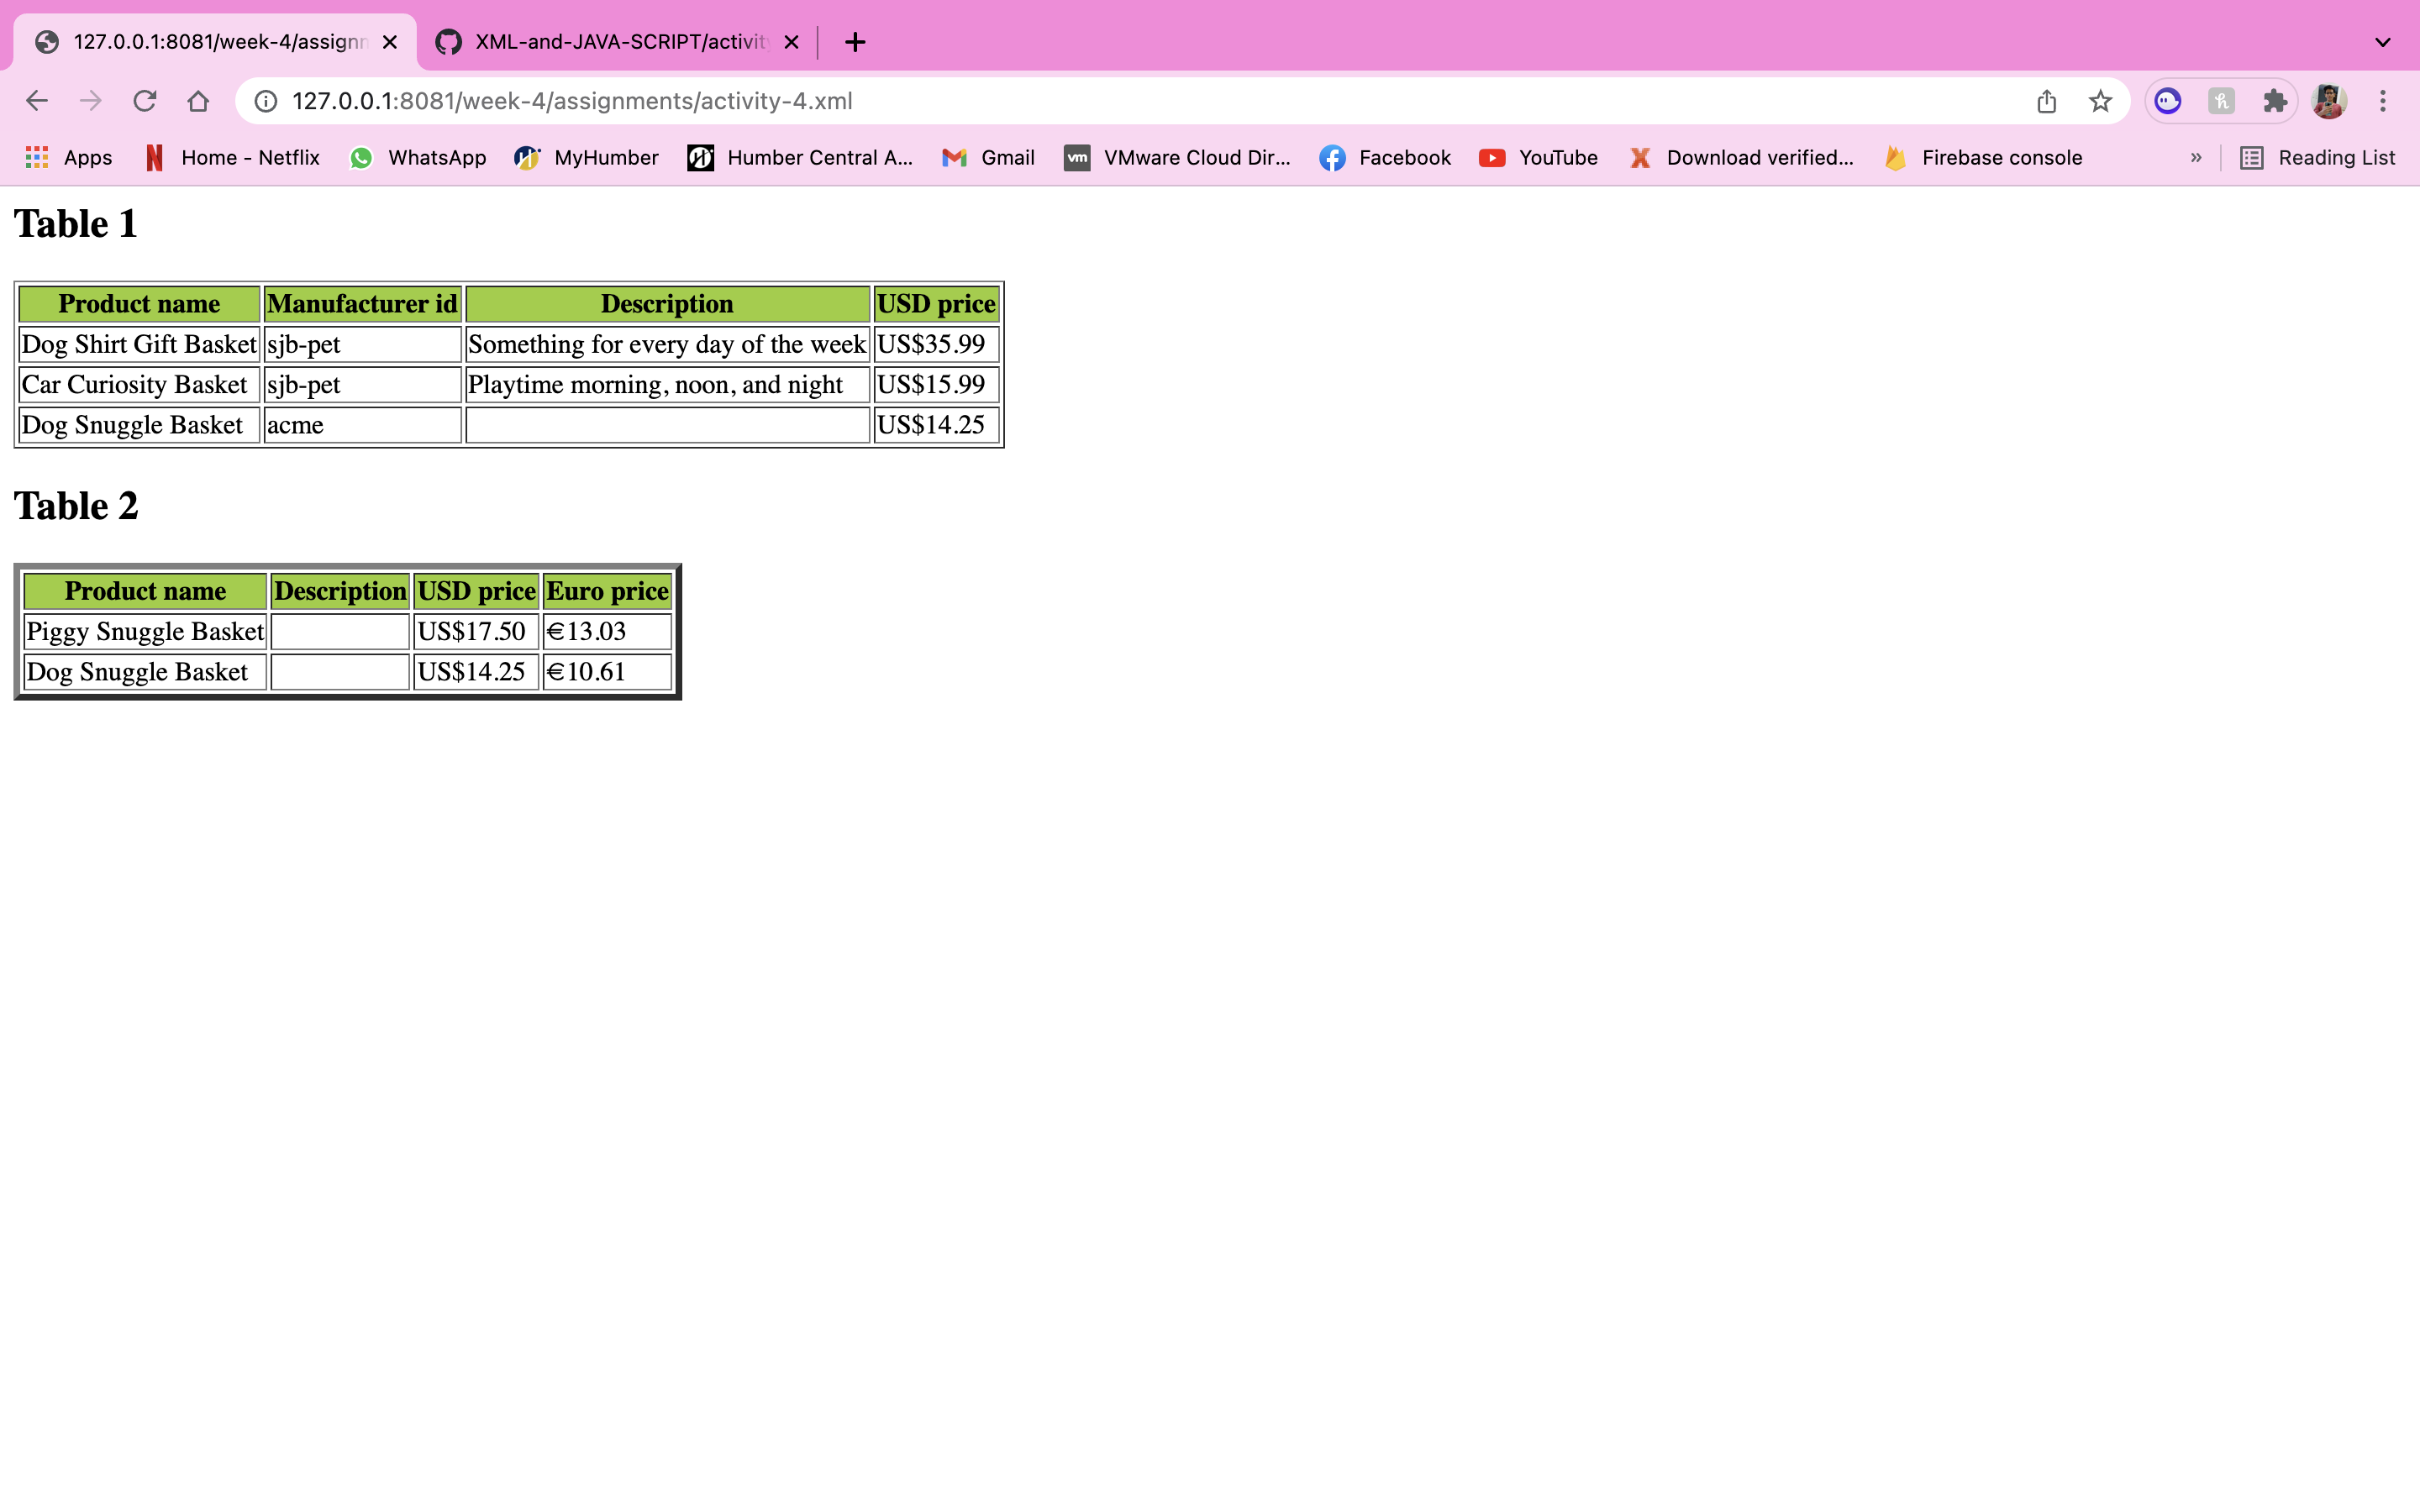 127.0.0.1:8081/week-4/assignn
XML-and-JAVA-SCRIPT/activit
127.0.0.1:8081/week-4/assignments/activity-4.xml
Apps Home - Netflix WhatsApp MyHumber Humber Central A... Gmail vm VMware Cloud Dir... Facebook YouTube Download verified... Firebase console » Reading List
Table 1
Product name Manufacturer id Description USD price
Dog Shirt Gift Basket sjb-pet Something for every day of the week US$35.99
Car Curiosity Basket sjb-pet Playtime morning, noon, and night US$15.99
Dog Snuggle Basket acme US$14.25
Table 2
Product name Description USD price Euro price
Piggy Snuggle Basket US$17.50 €13.03
Dog Snuggle Basket US$14.25 €10.61